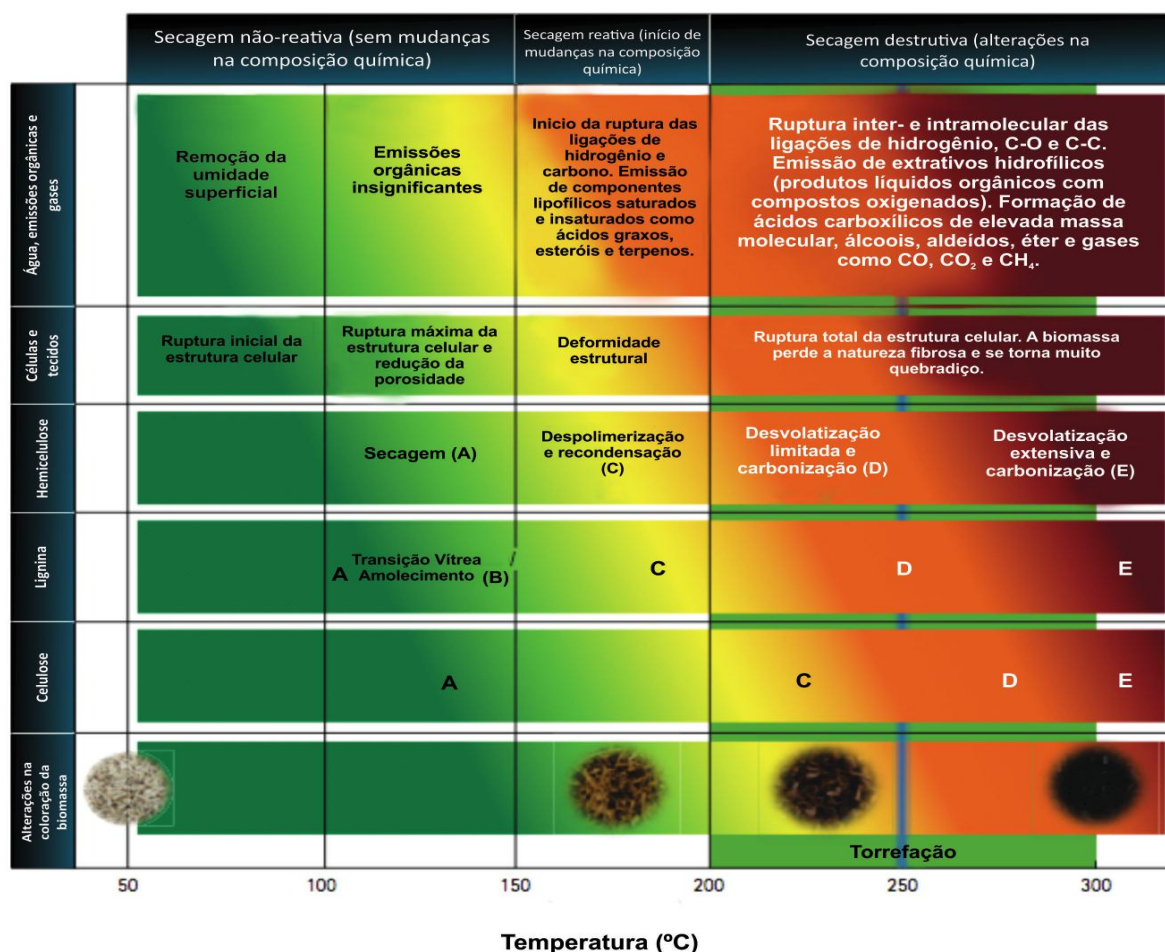 Secagem não-reativa (sem mudanças
na composição química)
Secagem reativa (início de
mudanças na composição
química)
Secagem destrutiva (alterações na
composição química)
Água, emissões orgânicas e
gases
Remoção da
umidade
superficial
Emissões
orgânicas
insignificantes
Inicio da ruptura das
ligações de
hidrogênio e
carbono. Emissão
de componentes
lipofílicos saturados
e insaturados como
ácidos graxos,
esteróis e terpenos.
Ruptura inter- e intramolecular das
ligações de hidrogênio, C-O e C-C.
Emissão de extrativos hidrofílicos
(produtos líquidos orgânicos com
compostos oxigenados). Formação de
ácidos carboxílicos de elevada massa
molecular, álcoois, aldeídos, éter e gases
como CO, CO₂ e CH₄.
Células e
tecidos
Ruptura inicial da
estrutura celular
Ruptura máxima da
estrutura celular e
redução da
porosidade
Deformidade
estrutural
Ruptura total da estrutura celular. A biomassa
perde a natureza fibrosa e se torna muito
quebradiço.
Hemicelulose
Secagem (A)
Despolimerização
e recondensação
(C)
Desvolatização
limitada e
carbonização (D)
Desvolatização
extensiva e
carbonização (E)
Lignina
A
Transição Vítrea
Amolecimento (B)
C
D
E
Celulose
A
C
D
E
Alterações na
coloração da
biomassa
Torrefação
50
100
150
200
250
300
Temperatura (ºC)